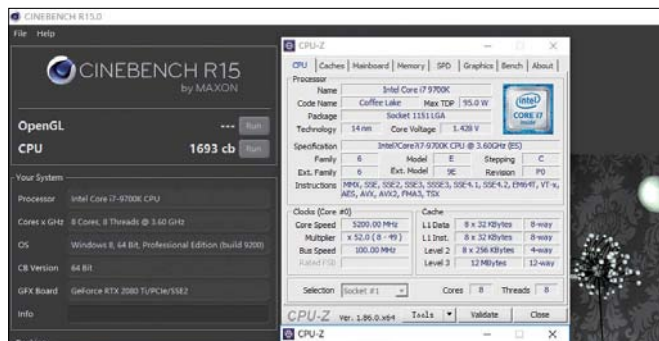 CINEBENCH R15.0
File Help
CINEBENCH R15
by MAXON
OpenGL --- Run
CPU 1693 cb Run
Your System
Processor Intel Core i7-9700K CPU
Cores x GHz 8 Cores, 8 Threads @ 3.60 GHz
OS Windows 8, 64 Bit, Professional Edition (build 9200)
CB Version 64 Bit
GFX Board GeForce RTX 2080 Ti/PCIe/SSE2
Info
CPU-Z
CPU Caches Mainboard Memory SPD Graphics Bench About
Processor
Name Intel Core i7 9700K
Code Name Coffee Lake Max TDP 95.0 W
Package Socket 1151 LGA
Technology 14 nm Core Voltage 1.428 V
intel
CORE i7
inside
Specification Intel?Core?i7-9700K CPU @ 3.60GHz (ES)
Family 6 Model E Stepping C
Ext. Family 6 Ext. Model 9E Revision P0
Instructions MMX, SSE, SSE2, SSE3, SSSE3, SSE4.1, SSE4.2, EM64T, VT-x,
AES, AVX, AVX2, FMA3, TSX
Clocks (Core #0)
Core Speed 5200.00 MHz
Multiplier x 52.0 ( 8 - 49 )
Bus Speed 100.00 MHz
Rated FSB
Cache
L1 Data 8 x 32 KBytes 8-way
L1 Inst. 8 x 32 KBytes 8-way
Level 2 8 x 256 KBytes 4-way
Level 3 12 MBytes 12-way
Selection Socket #1 Cores 8 Threads 8
CPU-Z Ver. 1.86.0.x64 Tools Validate Close
CPU-Z